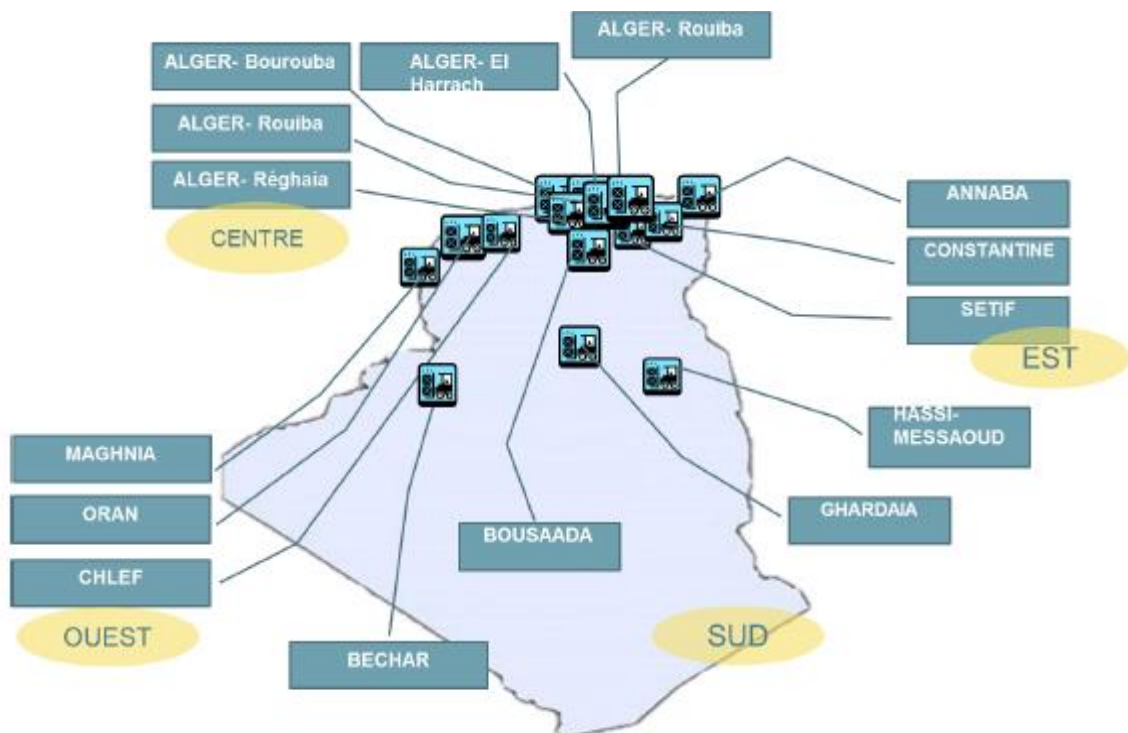 ALGER- Rouiba
ALGER- Bourouba
ALGER- El
Harrach
ALGER- Rouiba
ALGER- Réghaia
CENTRE
ANNABA
CONSTANTINE
SETIF
EST
HASSI-
MESSAOUD
MAGHNIA
ORAN
GHARDAIA
BOUSAADA
CHLEF
OUEST
SUD
BECHAR